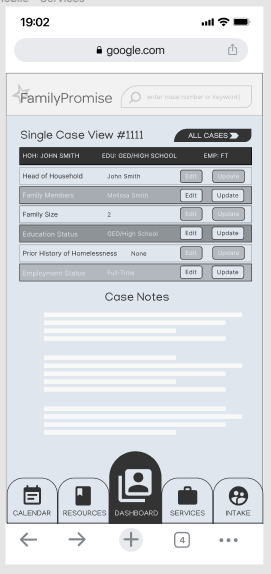 Mobile - Services
19:02
google.com
FamilyPromise
enter case number or keyword
Single Case View #1111
ALL CASES
HOH: JOHN SMITH EDU: GED/HIGH SCHOOL EMP: FT
Head of Household John Smith Edit Update
Family Members Melissa Smith Edit Update
Family Size 2 Edit Update
Education Status GED/High School Edit Update
Prior History of Homelessness None Edit Update
Employment Status Full-Time Edit Update
Case Notes
CALENDAR RESOURCES DASHBOARD SERVICES INTAKE
4